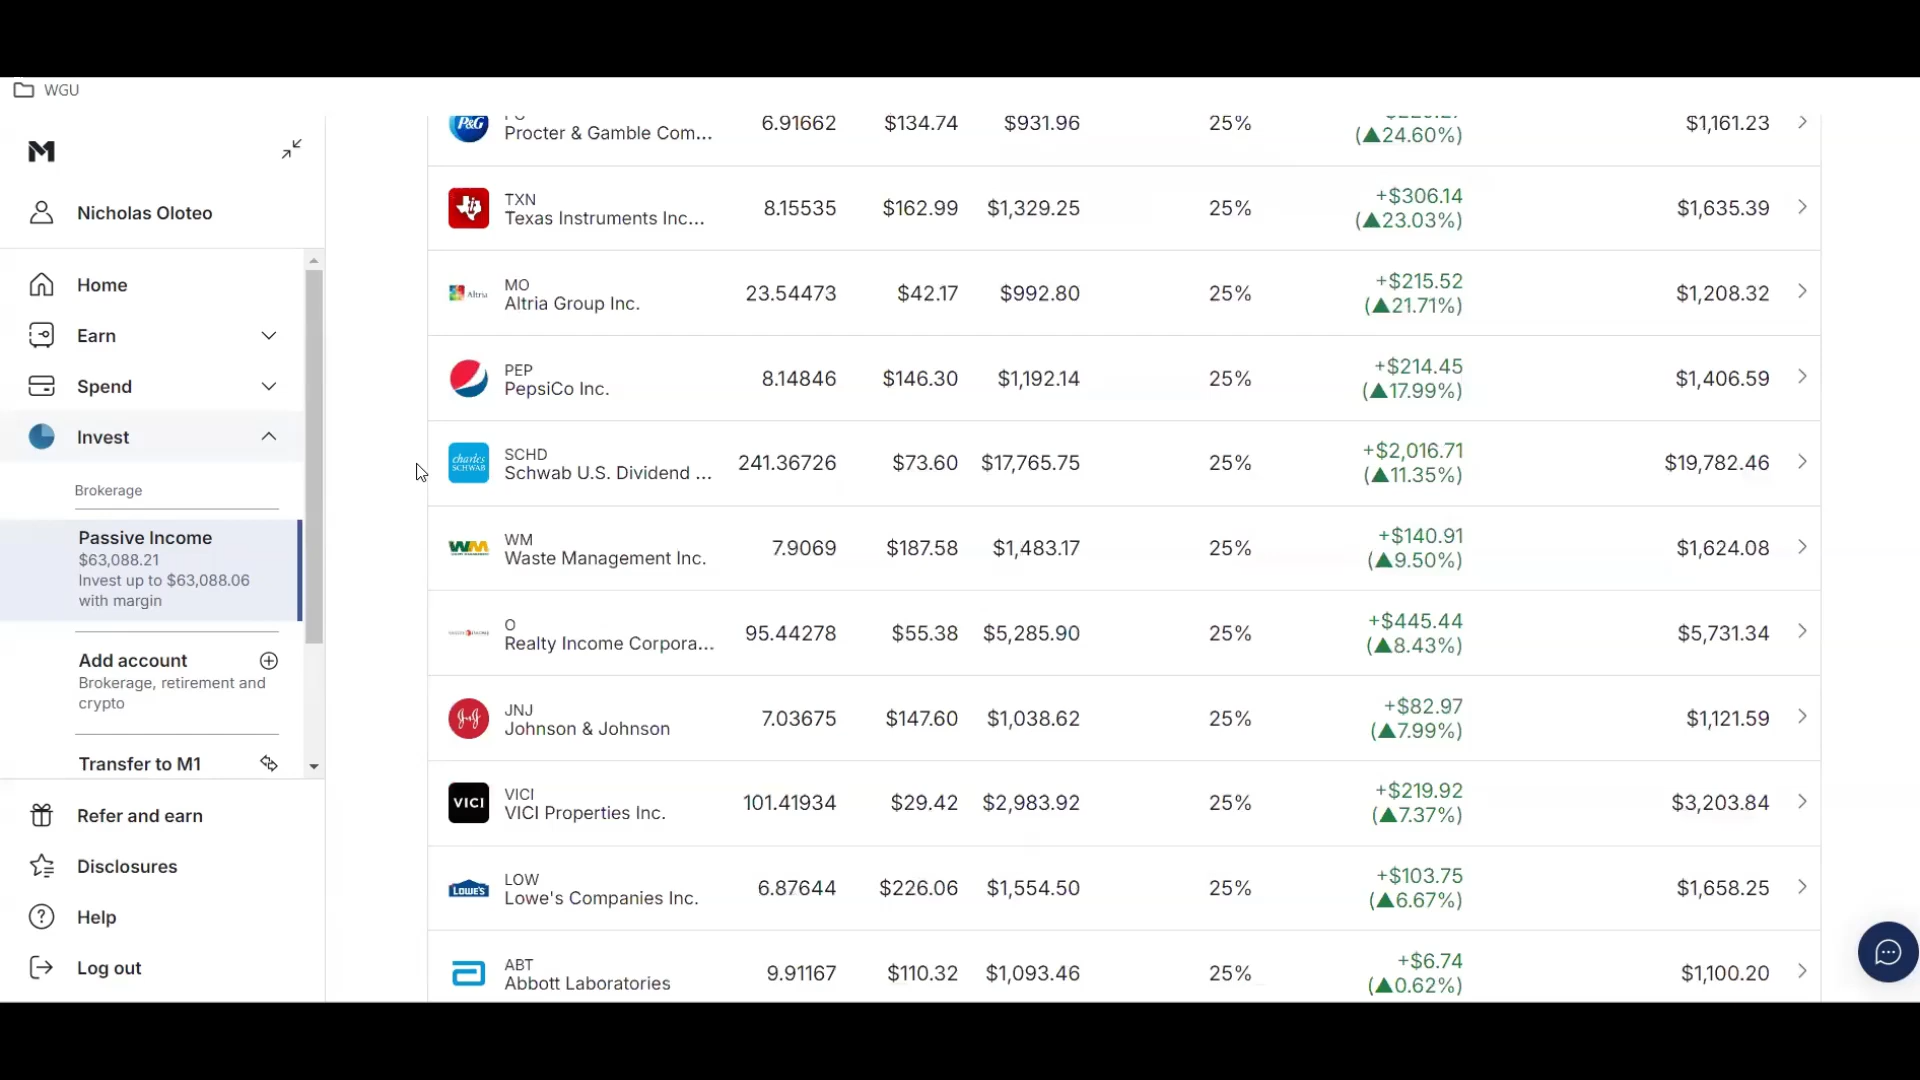 WGU
Nicholas Oloteo
Home
Earn
Spend
Invest
Brokerage
Passive Income
$63,088.21
Invest up to $63,088.06
with margin
Add account
Brokerage, retirement and
crypto
Transfer to M1
Refer and earn
Disclosures
Help
Log out
P&G
Procter & Gamble Com... 6.91662 $134.74 $931.96 25% (▲24.60%) $1,161.23
TXN
Texas Instruments Inc... 8.15535 $162.99 $1,329.25 25% +$306.14 (▲23.03%) $1,635.39
Altria
MO
Altria Group Inc. 23.54473 $42.17 $992.80 25% +$215.52 (▲21.71%) $1,208.32
PEP
PepsiCo Inc. 8.14846 $146.30 $1,192.14 25% +$214.45 (▲17.99%) $1,406.59
charles SCHWAB
SCHD
Schwab U.S. Dividend ... 241.36726 $73.60 $17,765.75 25% +$2,016.71 (▲11.35%) $19,782.46
WM
WM
Waste Management Inc. 7.9069 $187.58 $1,483.17 25% +$140.91 (▲9.50%) $1,624.08
O
Realty Income Corpora... 95.44278 $55.38 $5,285.90 25% +$445.44 (▲8.43%) $5,731.34
J&J
JNJ
Johnson & Johnson 7.03675 $147.60 $1,038.62 25% +$82.97 (▲7.99%) $1,121.59
VICI
VICI
VICI Properties Inc. 101.41934 $29.42 $2,983.92 25% +$219.92 (▲7.37%) $3,203.84
LOWE'S
LOW
Lowe's Companies Inc. 6.87644 $226.06 $1,554.50 25% +$103.75 (▲6.67%) $1,658.25
ABT
Abbott Laboratories 9.91167 $110.32 $1,093.46 25% +$6.74 (▲0.62%) $1,100.20